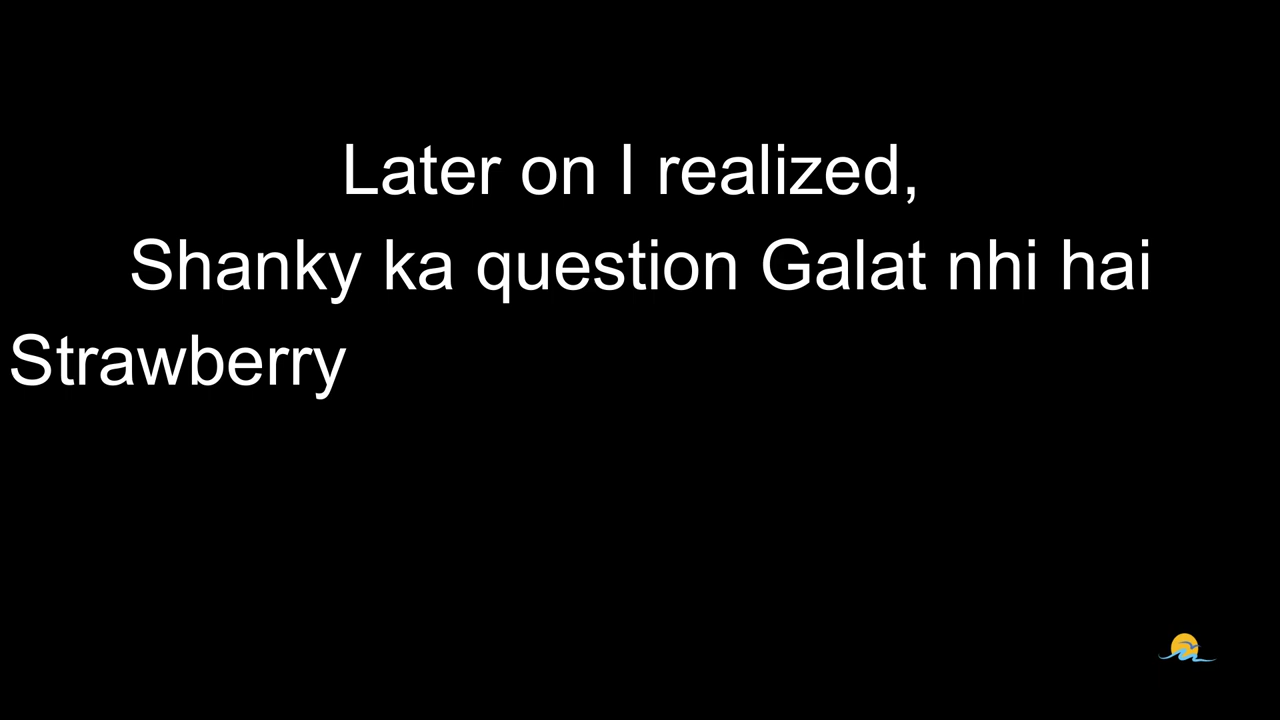 Later on I realized,
Shanky ka question Galat nhi hai
Strawberry